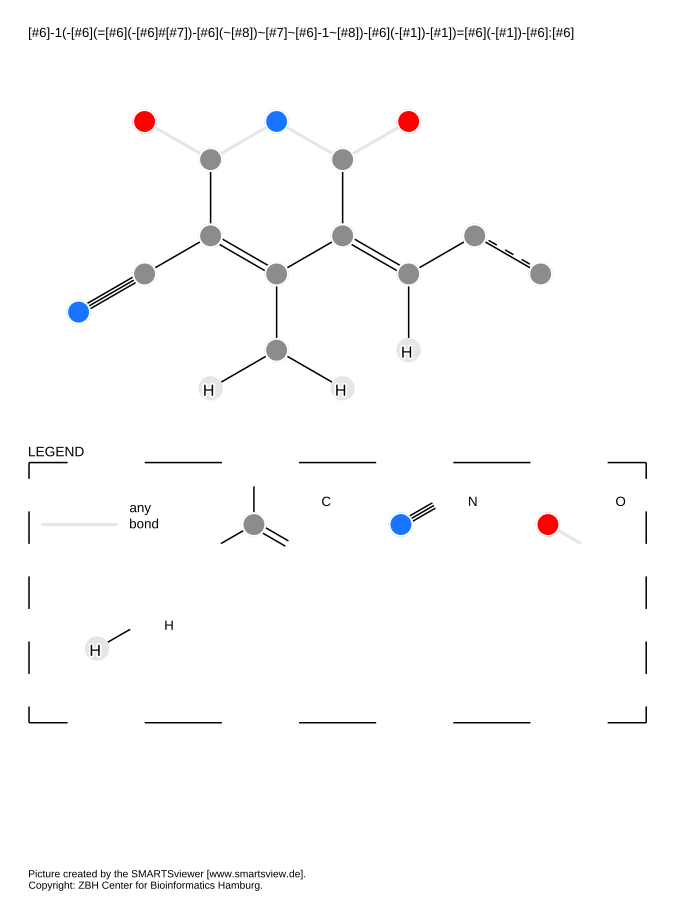 [#6]-1(-[#6](=[#6](-[#6]#[#7])-[#6](~[#8])~[#7]~[#6]-1~[#8])-[#6](-[#1])-[#1])=[#6](-[#1])-[#6]:[#6]
H
H
H
LEGEND
any
bond
C
N
O
H
H
Picture created by the SMARTSviewer [www.smartsview.de].
Copyright: ZBH Center for Bioinformatics Hamburg.